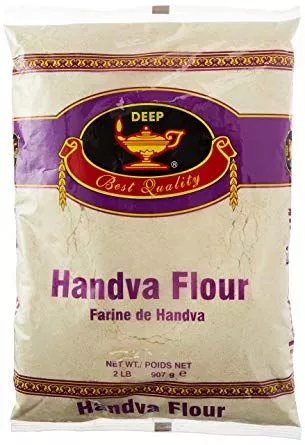 DEEP
®
Best Quality
Handva Flour
Farine de Handva
NET WT./ POIDS NET
2 LB 907 g e
Handva Flour